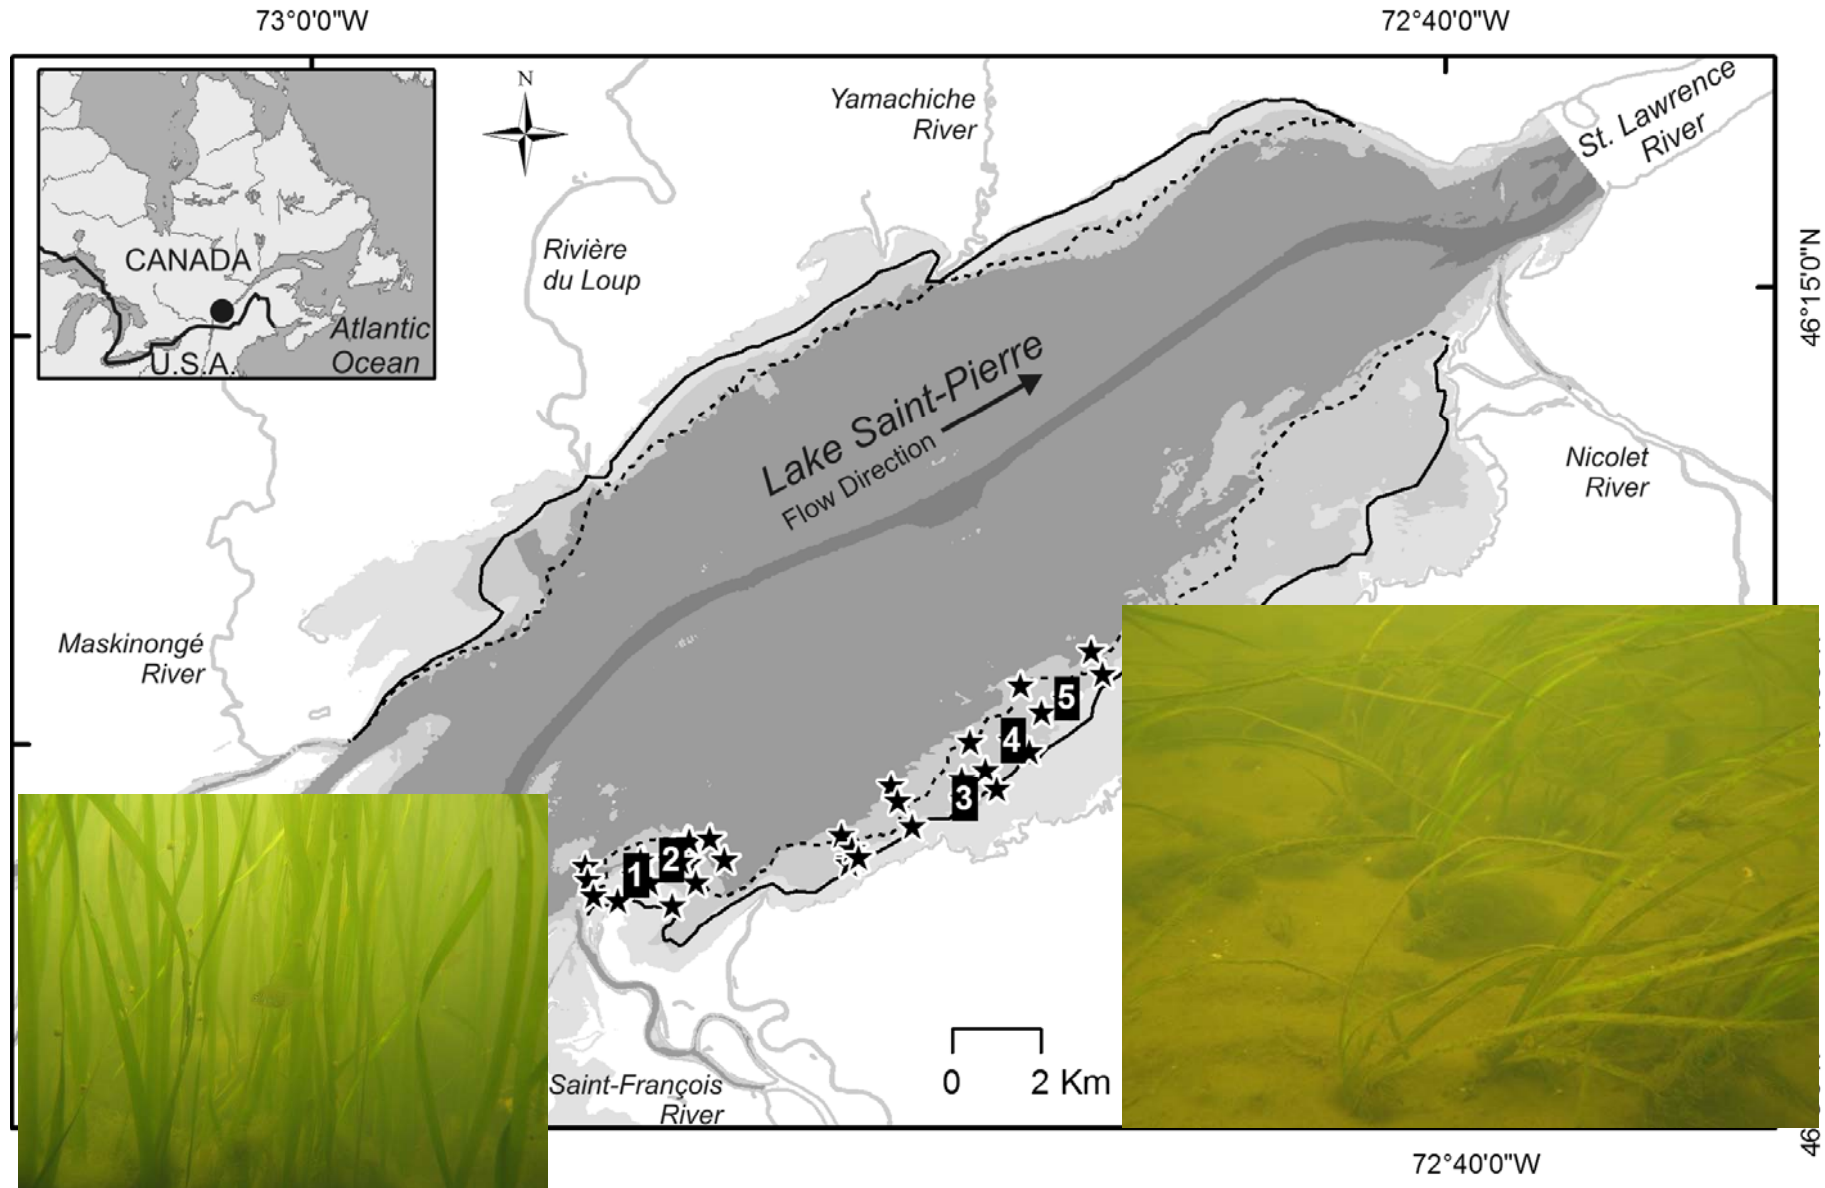 73°0'0"W
72°40'0"W
N
Yamachiche
River
St. Lawrence
River
CANADA
U.S.A.
Atlantic
Ocean
Rivière
du Loup
46°15'0"N
Lake Saint-Pierre
Flow Direction
Nicolet
River
Maskinongé
River
5
4
3
2
1
0 2 Km
Saint-François
River
46
72°40'0"W